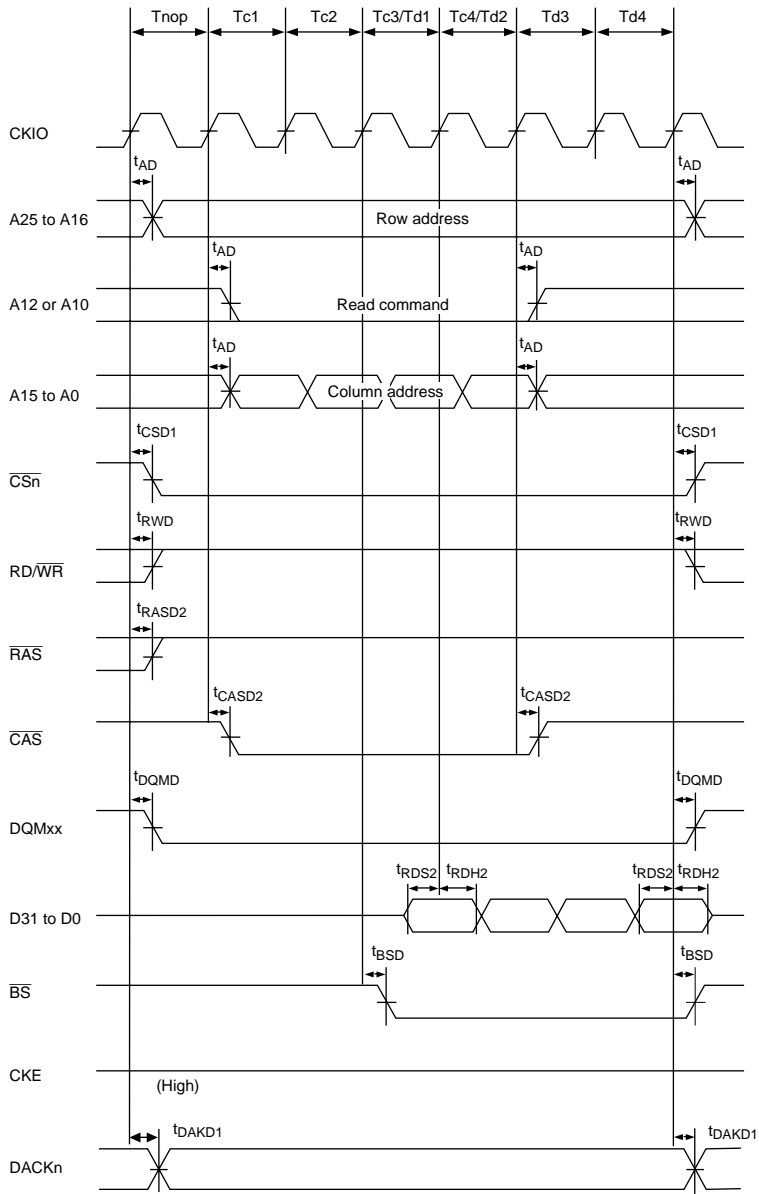 Tnop Tc1 Tc2 Tc3/Td1 Tc4/Td2 Td3 Td4
CKIO
tAD tAD
A25 to A16 Row address
tAD tAD
A12 or A10 Read command
tAD tAD
A15 to A0 Column address
tCSD1 tCSD1
CSn
tRWD tRWD
RD/WR
tRASD2
RAS
tCASD2 tCASD2
CAS
tDQMD tDQMD
DQMxx
tRDS2 tRDH2 tRDS2 tRDH2
D31 to D0
tBSD tBSD
BS
CKE
(High)
tDAKD1 tDAKD1
DACKn